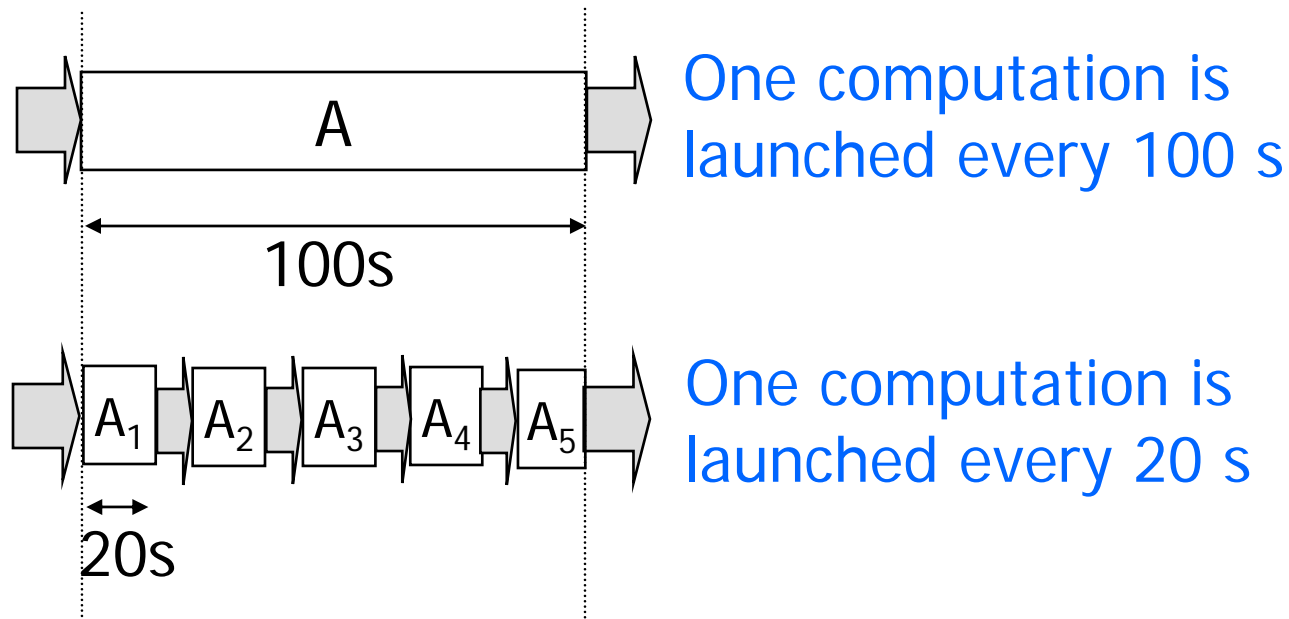 A
One computation is
launched every 100 s
100s
A₁ A₂ A₃ A₄ A₅
One computation is
launched every 20 s
20s